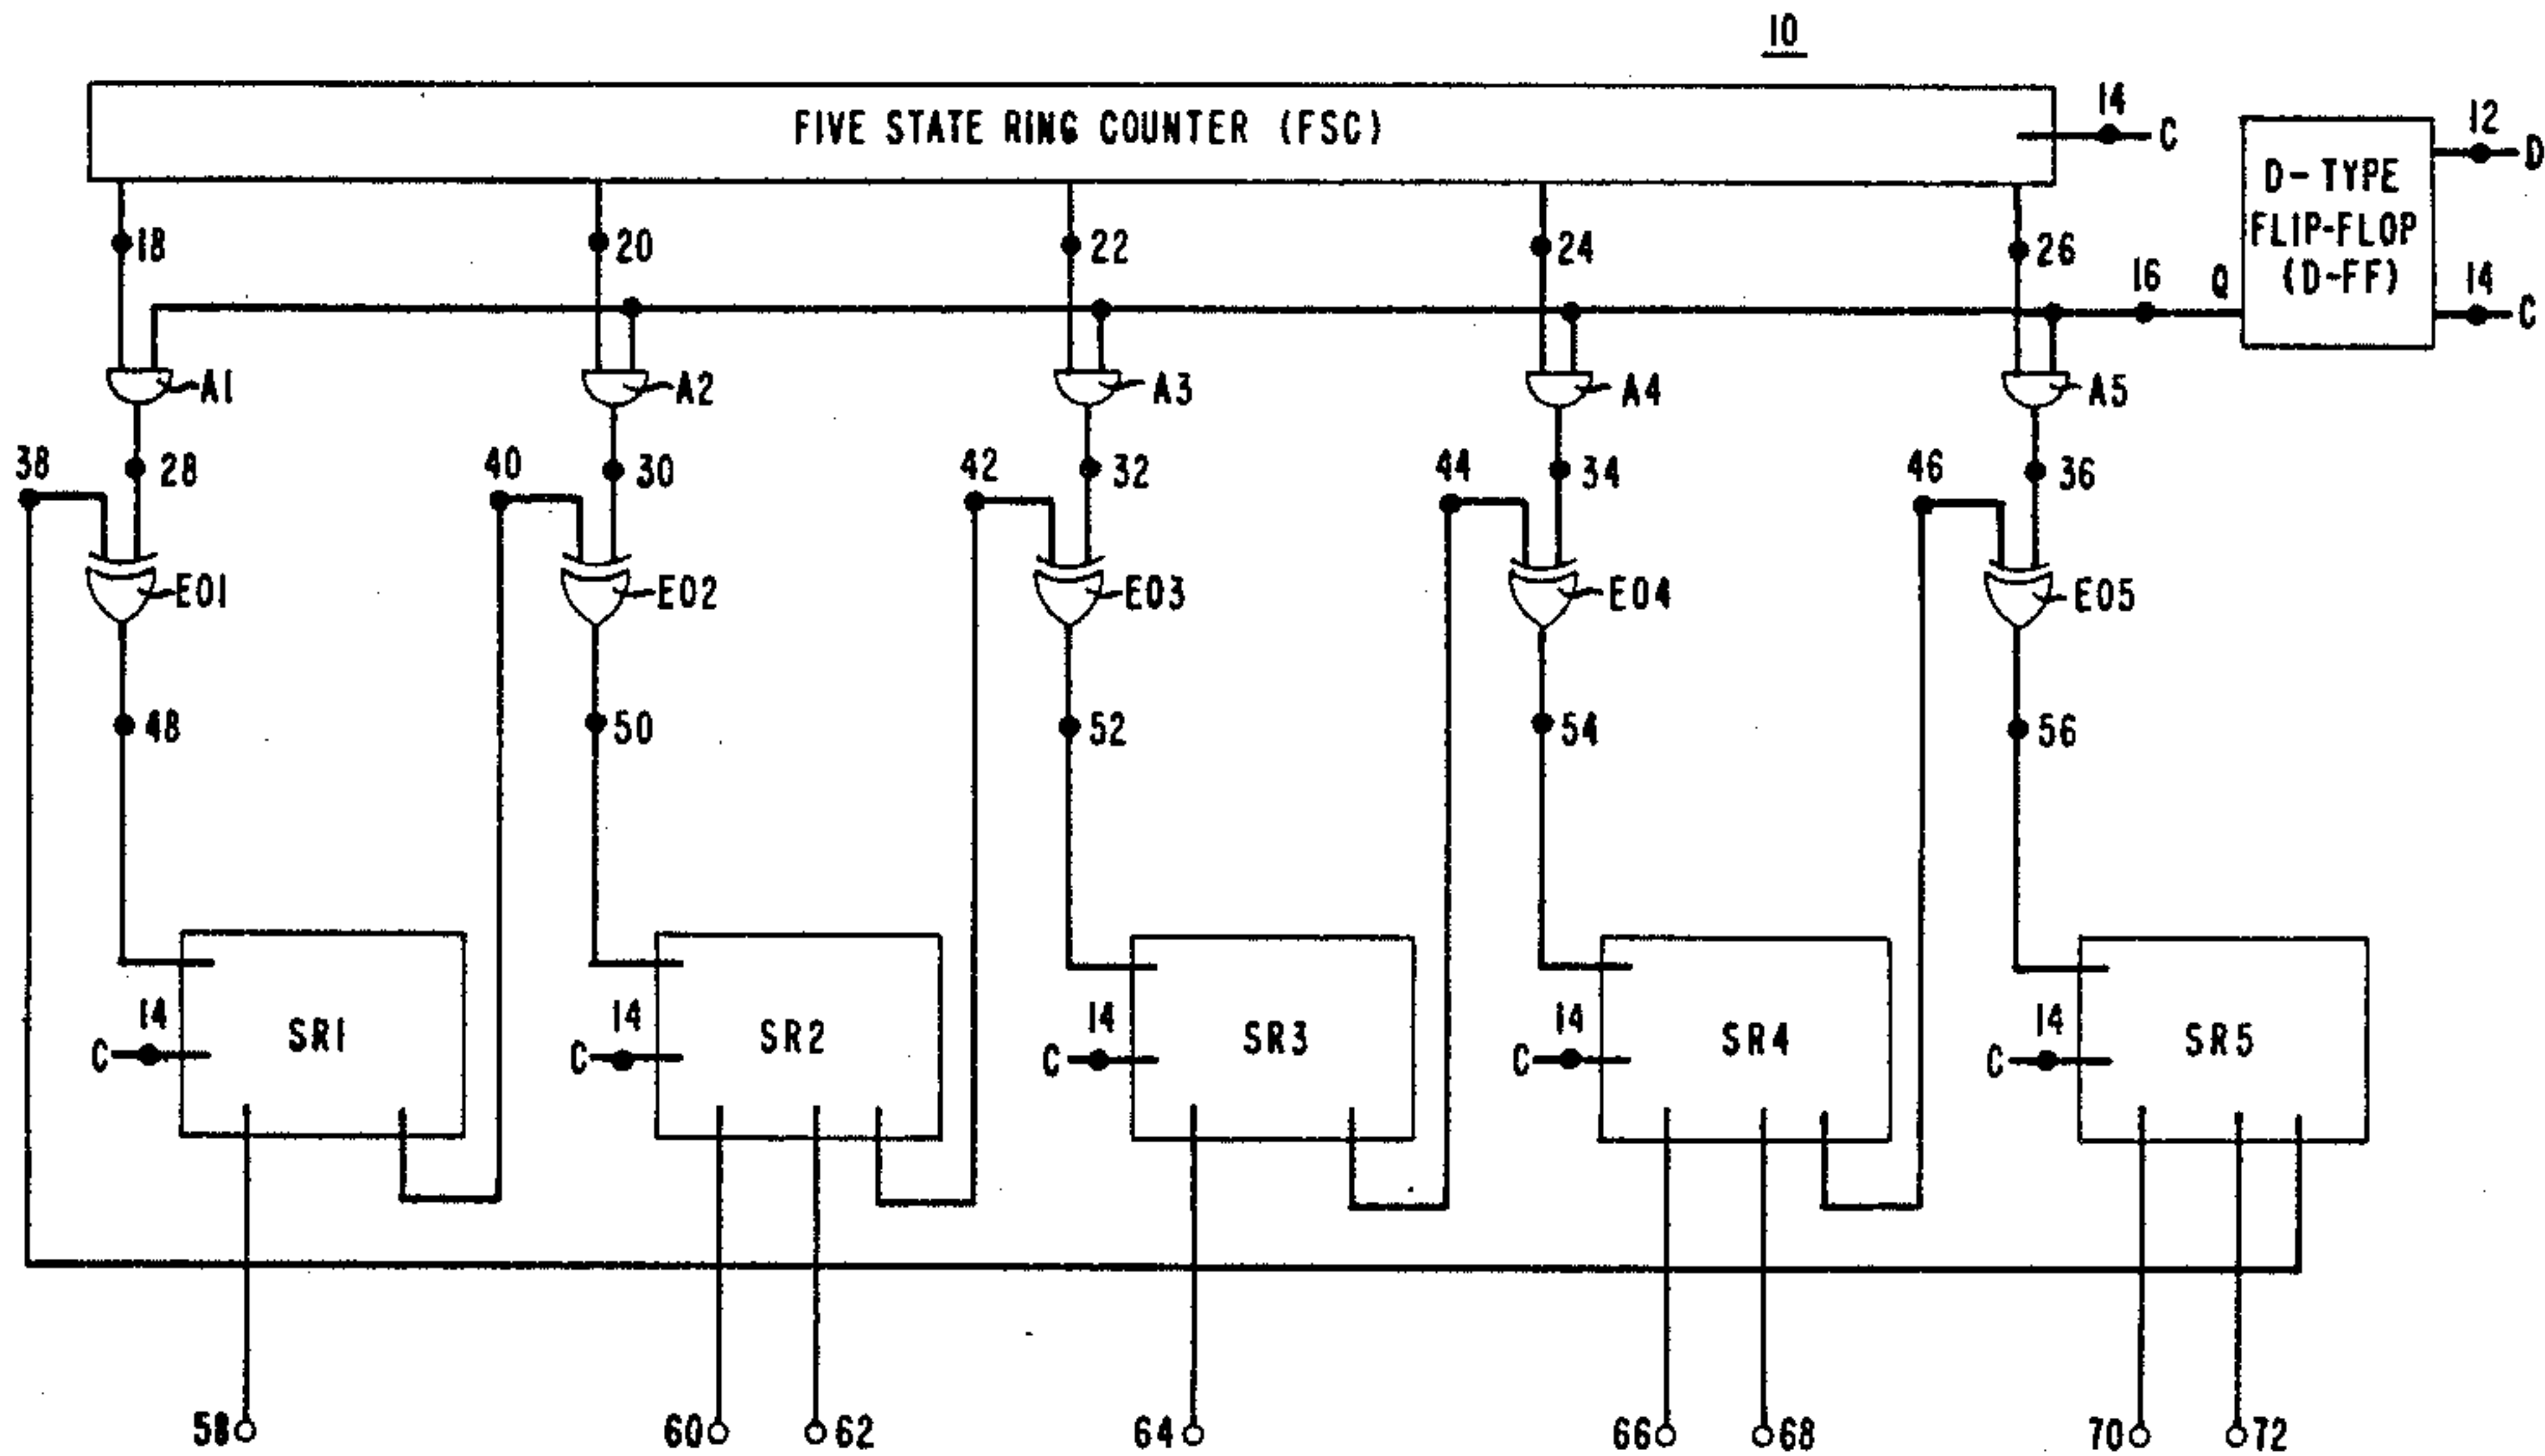 10
FIVE STATE RING COUNTER (FSC)
14
C
12
D
D-TYPE
FLIP-FLOP
(D-FF)
18
20
22
24
26
16
Q
14
C
A1
A2
A3
A4
A5
38
28
40
30
42
32
44
34
46
36
E01
E02
E03
E04
E05
48
50
52
54
56
14
C
SR1
14
C
SR2
14
C
SR3
14
C
SR4
14
C
SR5
58
60
62
64
66
68
70
72